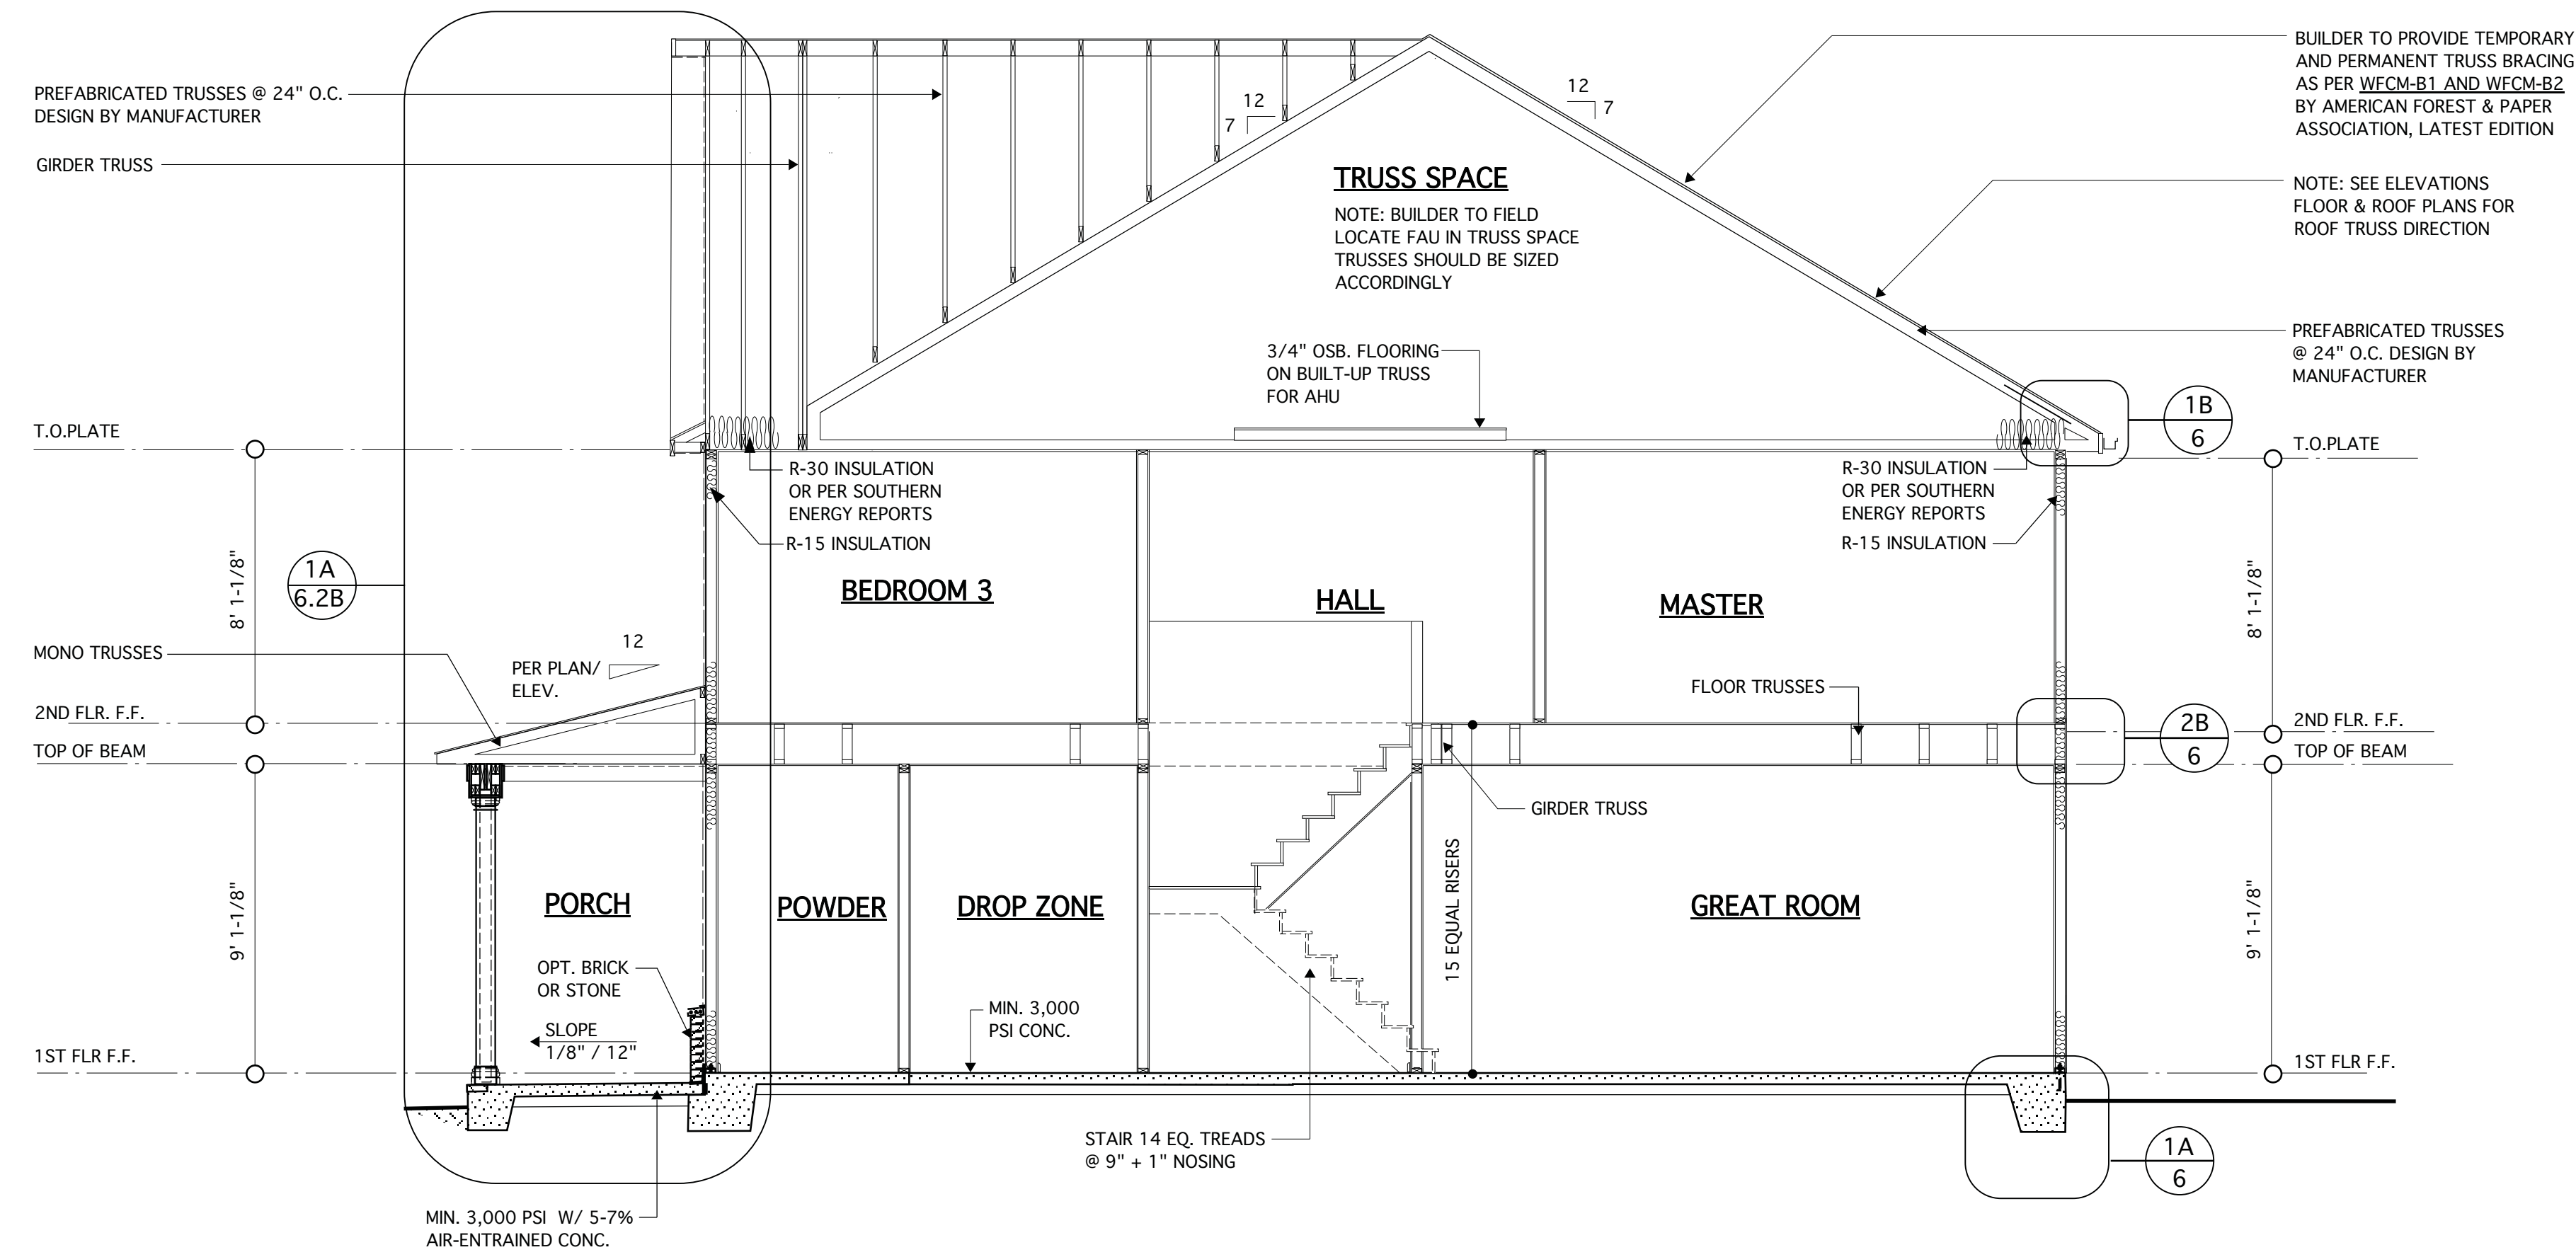 PREFABRICATED TRUSSES @ 24" O.C.
DESIGN BY MANUFACTURER
GIRDER TRUSS
12
7
12
7
BUILDER TO PROVIDE TEMPORARY
AND PERMANENT TRUSS BRACING
AS PER WFCM-B1 AND WFCM-B2
BY AMERICAN FOREST & PAPER
ASSOCIATION, LATEST EDITION
TRUSS SPACE
NOTE: BUILDER TO FIELD
LOCATE FAU IN TRUSS SPACE
TRUSSES SHOULD BE SIZED
ACCORDINGLY
NOTE: SEE ELEVATIONS
FLOOR & ROOF PLANS FOR
ROOF TRUSS DIRECTION
3/4" OSB. FLOORING
ON BUILT-UP TRUSS
FOR AHU
PREFABRICATED TRUSSES
@ 24" O.C. DESIGN BY
MANUFACTURER
1B
6
T.O.PLATE
T.O.PLATE
R-30 INSULATION
OR PER SOUTHERN
ENERGY REPORTS
R-15 INSULATION
R-30 INSULATION
OR PER SOUTHERN
ENERGY REPORTS
R-15 INSULATION
8' 1-1/8"
1A
6.2B
BEDROOM 3
HALL
MASTER
8' 1-1/8"
MONO TRUSSES
12
PER PLAN/
ELEV.
FLOOR TRUSSES
2ND FLR. F.F.
TOP OF BEAM
2B
6
2ND FLR. F.F.
TOP OF BEAM
GIRDER TRUSS
9' 1-1/8"
PORCH
POWDER
DROP ZONE
15 EQUAL RISERS
GREAT ROOM
9' 1-1/8"
OPT. BRICK
OR STONE
SLOPE
1/8" / 12"
MIN. 3,000
PSI CONC.
1ST FLR F.F.
1ST FLR F.F.
STAIR 14 EQ. TREADS
@ 9" + 1" NOSING
1A
6
MIN. 3,000 PSI W/ 5-7%
AIR-ENTRAINED CONC.